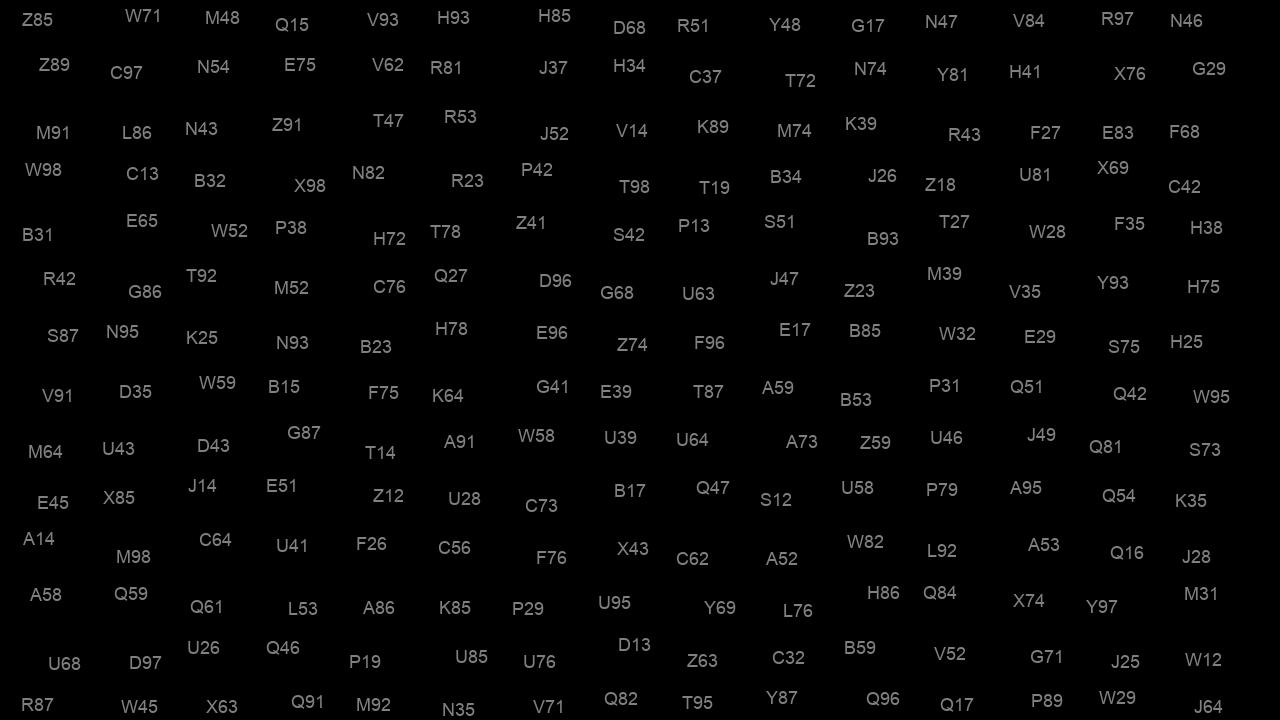 Z85 W71 M48 Q15 V93 H93 H85 D68 R51 Y48 G17 N47 V84 R97 N46
Z89 C97 N54 E75 V62 R81 J37 H34 C37 T72 N74 Y81 H41 X76 G29
M91 L86 N43 Z91 T47 R53 J52 V14 K89 M74 K39 R43 F27 E83 F68
W98 C13 B32 X98 N82 R23 P42 T98 T19 B34 J26 Z18 U81 X69 C42
B31 E65 W52 P38 H72 T78 Z41 S42 P13 S51 B93 T27 W28 F35 H38
R42 G86 T92 M52 C76 Q27 D96 G68 U63 J47 Z23 M39 V35 Y93 H75
S87 N95 K25 N93 B23 H78 E96 Z74 F96 E17 B85 W32 E29 S75 H25
V91 D35 W59 B15 F75 K64 G41 E39 T87 A59 B53 P31 Q51 Q42 W95
M64 U43 D43 G87 T14 A91 W58 U39 U64 A73 Z59 U46 J49 Q81 S73
E45 X85 J14 E51 Z12 U28 C73 B17 Q47 S12 U58 P79 A95 Q54 K35
A14 M98 C64 U41 F26 C56 F76 X43 C62 A52 W82 L92 A53 Q16 J28
A58 Q59 Q61 L53 A86 K85 P29 U95 Y69 L76 H86 Q84 X74 Y97 M31
U68 D97 U26 Q46 P19 U85 U76 D13 Z63 C32 B59 V52 G71 J25 W12
R87 W45 X63 Q91 M92 N35 V71 Q82 T95 Y87 Q96 Q17 P89 W29 J64